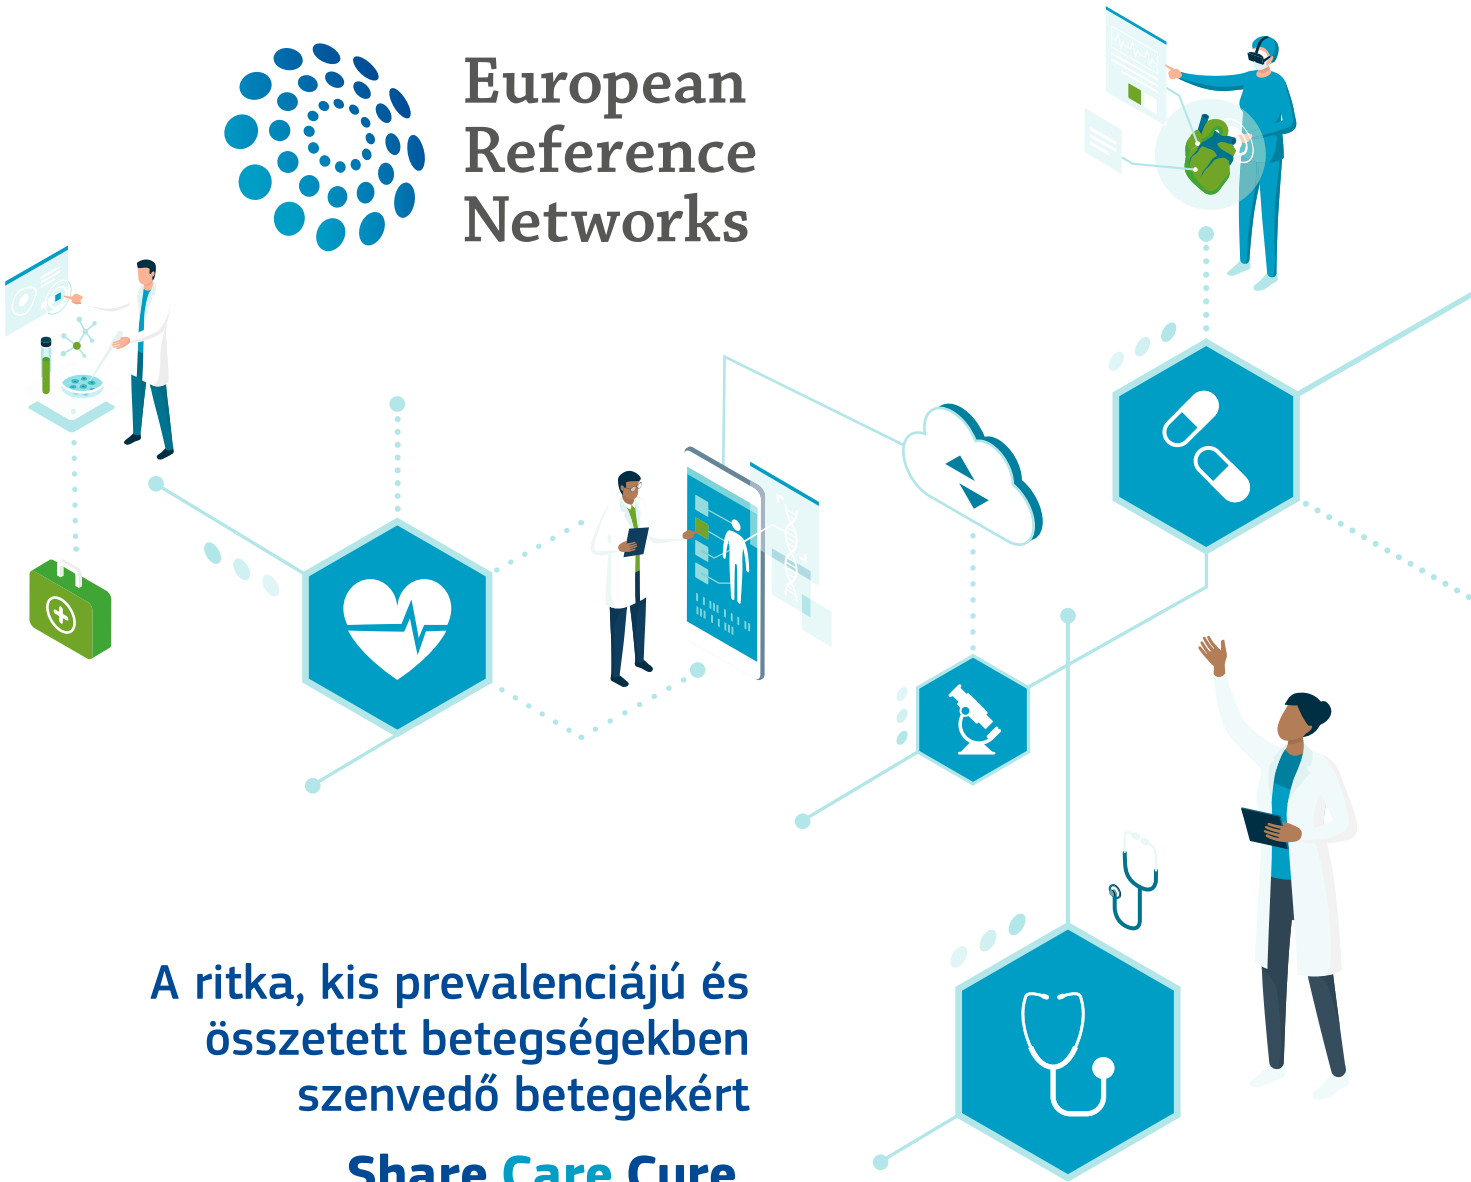 European
Reference
Networks
A ritka, kis prevalenciájú és
összetett betegségekben
szenvedő betegekért
Share Care Cure